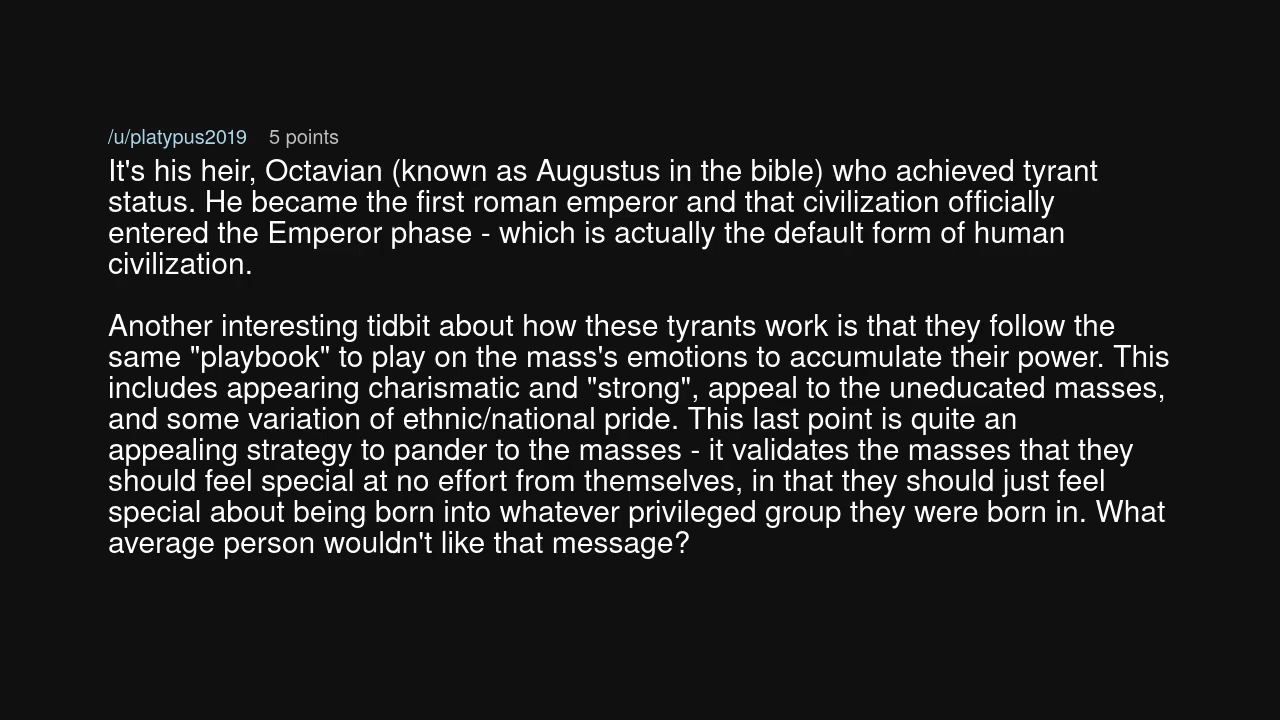 /u/platypus2019 5 points
It's his heir, Octavian (known as Augustus in the bible) who achieved tyrant
status. He became the first roman emperor and that civilization officially
entered the Emperor phase - which is actually the default form of human
civilization.
Another interesting tidbit about how these tyrants work is that they follow the
same "playbook" to play on the mass's emotions to accumulate their power. This
includes appearing charismatic and "strong", appeal to the uneducated masses,
and some variation of ethnic/national pride. This last point is quite an
appealing strategy to pander to the masses - it validates the masses that they
should feel special at no effort from themselves, in that they should just feel
special about being born into whatever privileged group they were born in. What
average person wouldn't like that message?